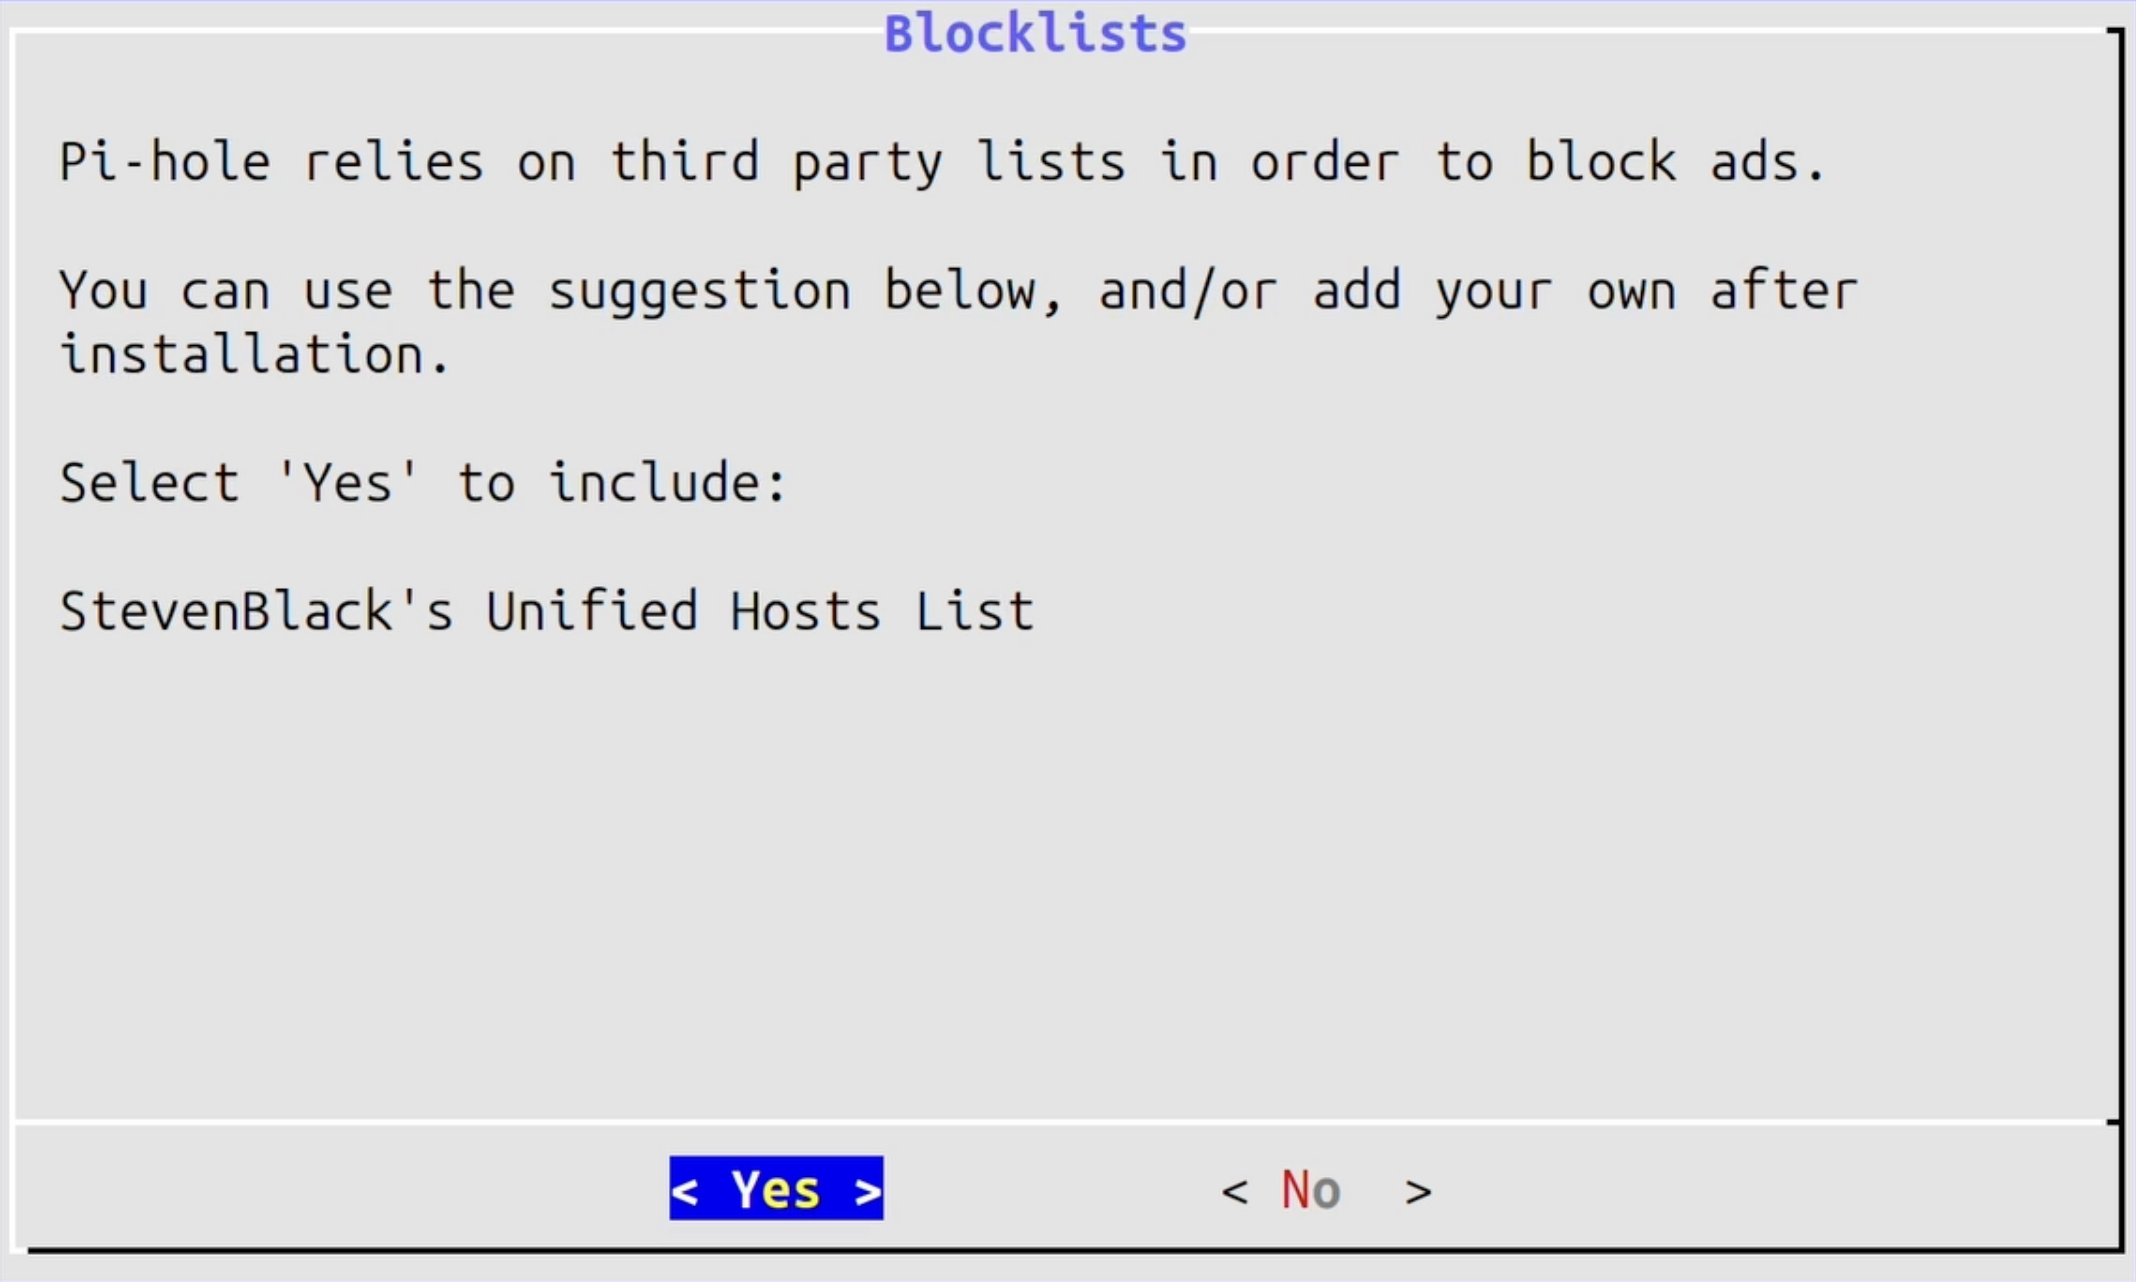 Blocklists
Pi-hole relies on third party lists in order to block ads.
You can use the suggestion below, and/or add your own after
installation.
Select 'Yes' to include:
StevenBlack's Unified Hosts List
< Yes > < No >